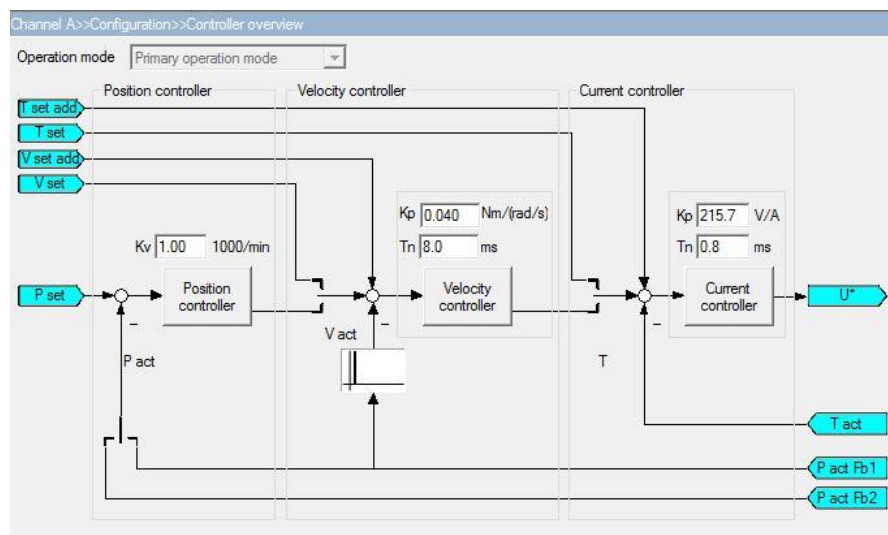 Channel A>>Configuration>>Controller overview
Operation mode Primary operation mode
Position controller Velocity controller Current controller
T set add
T set
V set add
V set
Kp 0.040 Nm/(rad/s) Kp 215.7 V/A
Kv 1.00 1000/min Tn 8.0 ms Tn 0.8 ms
P set
Position
controller
Velocity
controller
Current
controller
U*
V act
P act
T
T act
P act Fb1
P act Fb2